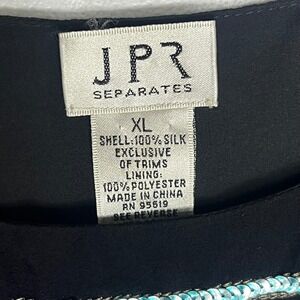 JPR
SEPARATES
XL
SHELL:100% SILK
EXCLUSIVE
OF TRIMS
LINING:
100% POLYESTER
MADE IN CHINA
RN 95619
SEE REVERSE